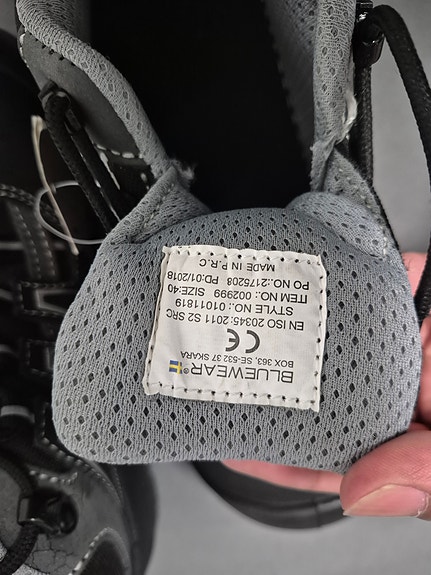 BLUEWEAR®
BOX 363, SE-532 37 SKARA
CE
EN ISO 20345: 2011 S2 SRC
STYLE NO.: 01011819
ITEM NO. 002999 SIZE:40
PO NO.:2175208 PD:01/2018
MADE IN P.R.C